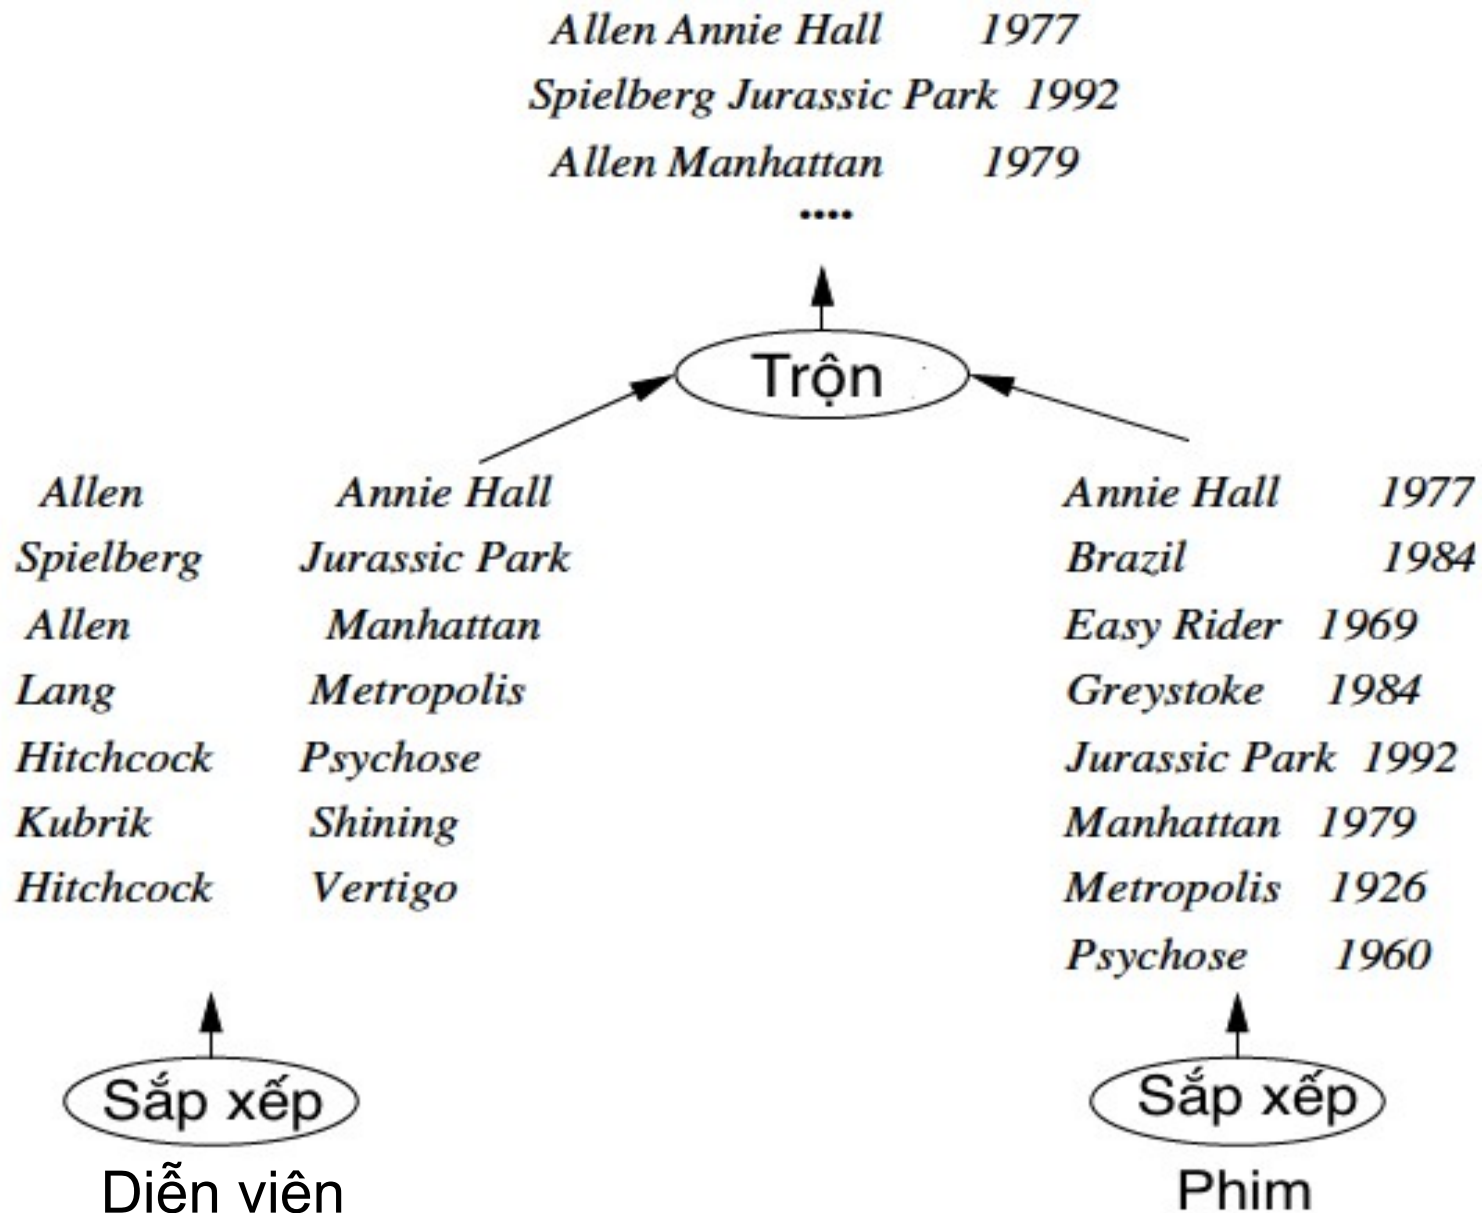 Allen Annie Hall 1977
Spielberg Jurassic Park 1992
Allen Manhattan 1979
....
Trộn
Allen Annie Hall
Spielberg Jurassic Park
Allen Manhattan
Lang Metropolis
Hitchcock Psychose
Kubrik Shining
Hitchcock Vertigo
Annie Hall 1977
Brazil 1984
Easy Rider 1969
Greystoke 1984
Jurassic Park 1992
Manhattan 1979
Metropolis 1926
Psychose 1960
Sắp xếp
Diễn viên
Sắp xếp
Phim